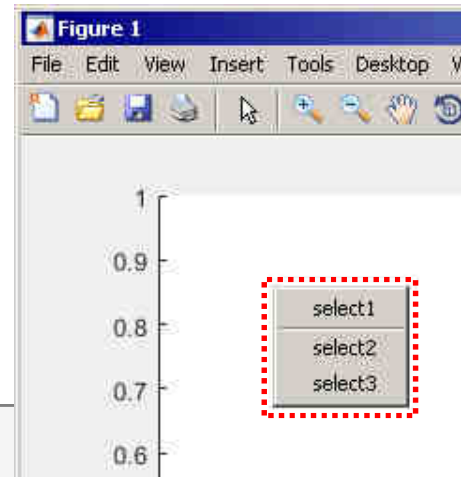 Figure 1
File Edit View Insert Tools Desktop
1
0.9
0.8
0.7
0.6
select1
select2
select3